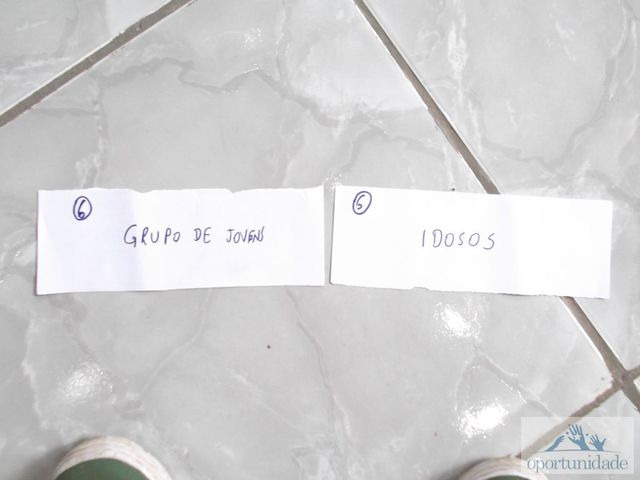 6
GRUPO DE JOVENS
5
IDOSOS
oportunidade